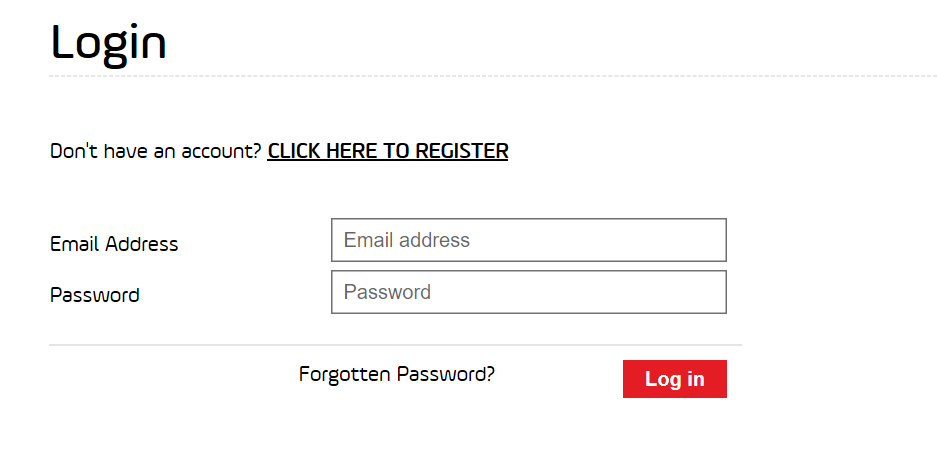 Login
Don't have an account? CLICK HERE TO REGISTER
Email Address Email address
Password Password
Forgotten Password? Log in